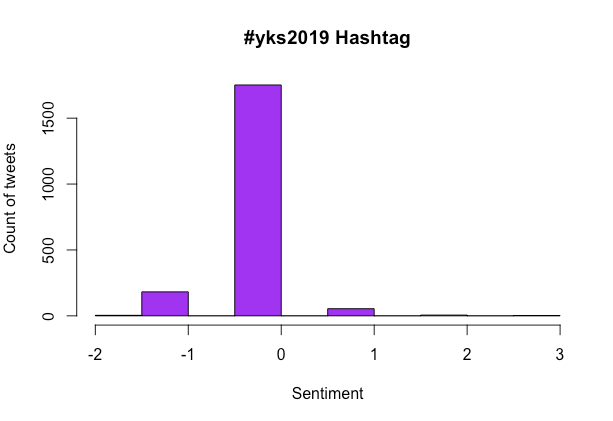 #yks2019 Hashtag
Count of tweets
1500
1000
500
0
-2 -1 0 1 2 3
Sentiment